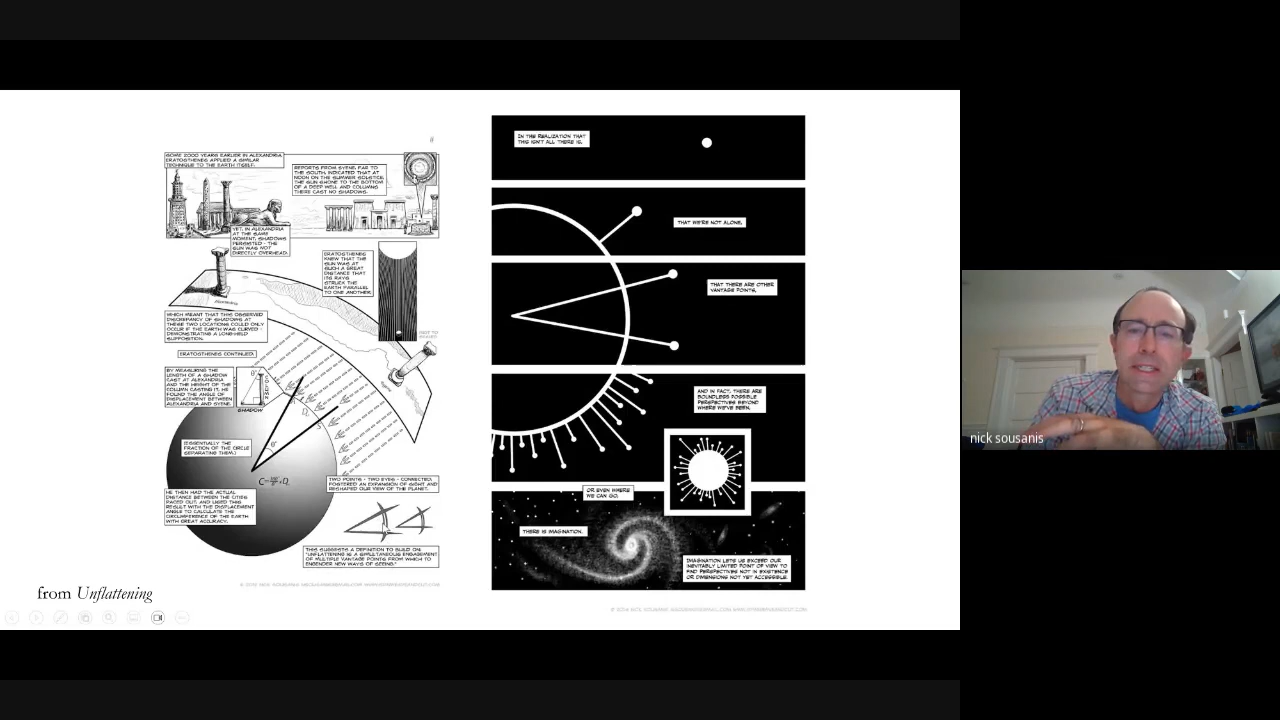 SOME 2000 YEARS EARLIER IN ALEXANDRIA,
ERATOSTHENES APPLIED A SIMILAR
TECHNIQUE TO THE EARTH ITSELF.
REPORTS FROM SYENE, FAR TO
THE SOUTH, INDICATED THAT AT
NOON ON THE SUMMER SOLSTICE,
THE SUN SHONE TO THE BOTTOM
OF A DEEP WELL AND COLUMNS
THERE CAST NO SHADOWS.
YET, IN ALEXANDRIA
AT THE SAME
MOMENT, SHADOWS
PERSISTED - THE
SUN WAS NOT
DIRECTLY OVERHEAD.
ERATOSTHENES
KNEW THAT THE
SUN WAS AT
SUCH A GREAT
DISTANCE THAT
ITS RAYS
STRUCK THE
EARTH PARALLEL
TO ONE ANOTHER.
WHICH MEANT THAT THIS OBSERVED
DISCREPANCY OF SHADOWS AT
THESE TWO LOCATIONS COULD ONLY
OCCUR IF THE EARTH WAS CURVED -
DEMONSTRATING A LONG-HELD
SUPPOSITION.
ERATOSTHENES CONTINUED.
BY MEASURING THE
LENGTH OF A SHADOW
CAST AT ALEXANDRIA
AND THE HEIGHT OF THE
COLUMN CASTING IT, HE
FOUND THE ANGLE OF
DISPLACEMENT BETWEEN
ALEXANDRIA AND SYENE.
SHADOW
(ESSENTIALLY THE
FRACTION OF THE CIRCLE
SEPARATING THEM.)
HE THEN HAD THE ACTUAL
DISTANCE BETWEEN THE CITIES
PACED OUT, AND USED THIS
RESULT WITH THE DISPLACEMENT
ANGLE TO CALCULATE THE
CIRCUMFERENCE OF THE EARTH
WITH GREAT ACCURACY.
TWO POINTS - TWO EYES - CONNECTED,
FOSTERED AN EXPANSION OF SIGHT AND
RESHAPED OUR VIEW OF THE PLANET.
THIS SUGGESTS A DEFINITION TO BUILD ON:
"UNFLATTENING IS A SIMULTANEOUS ENGAGEMENT
OF MULTIPLE VANTAGE POINTS FROM WHICH TO
ENGENDER NEW WAYS OF SEEING."
from Unflattening
IN THE REALIZATION THAT
THIS ISN'T ALL THERE IS,
THAT WE'RE NOT ALONE,
THAT THERE ARE OTHER
VANTAGE POINTS,
AND IN FACT, THERE ARE
BOUNDLESS POSSIBLE
PERSPECTIVES BEYOND
WHERE WE'VE BEEN,
OR EVEN WHERE
WE CAN GO,
THERE IS IMAGINATION.
IMAGINATION LETS US EXCEED OUR
INEVITABLY LIMITED POINT OF VIEW TO
FIND PERSPECTIVES NOT IN EXISTENCE
OR DIMENSIONS NOT YET ACCESSIBLE.
nick sousanis